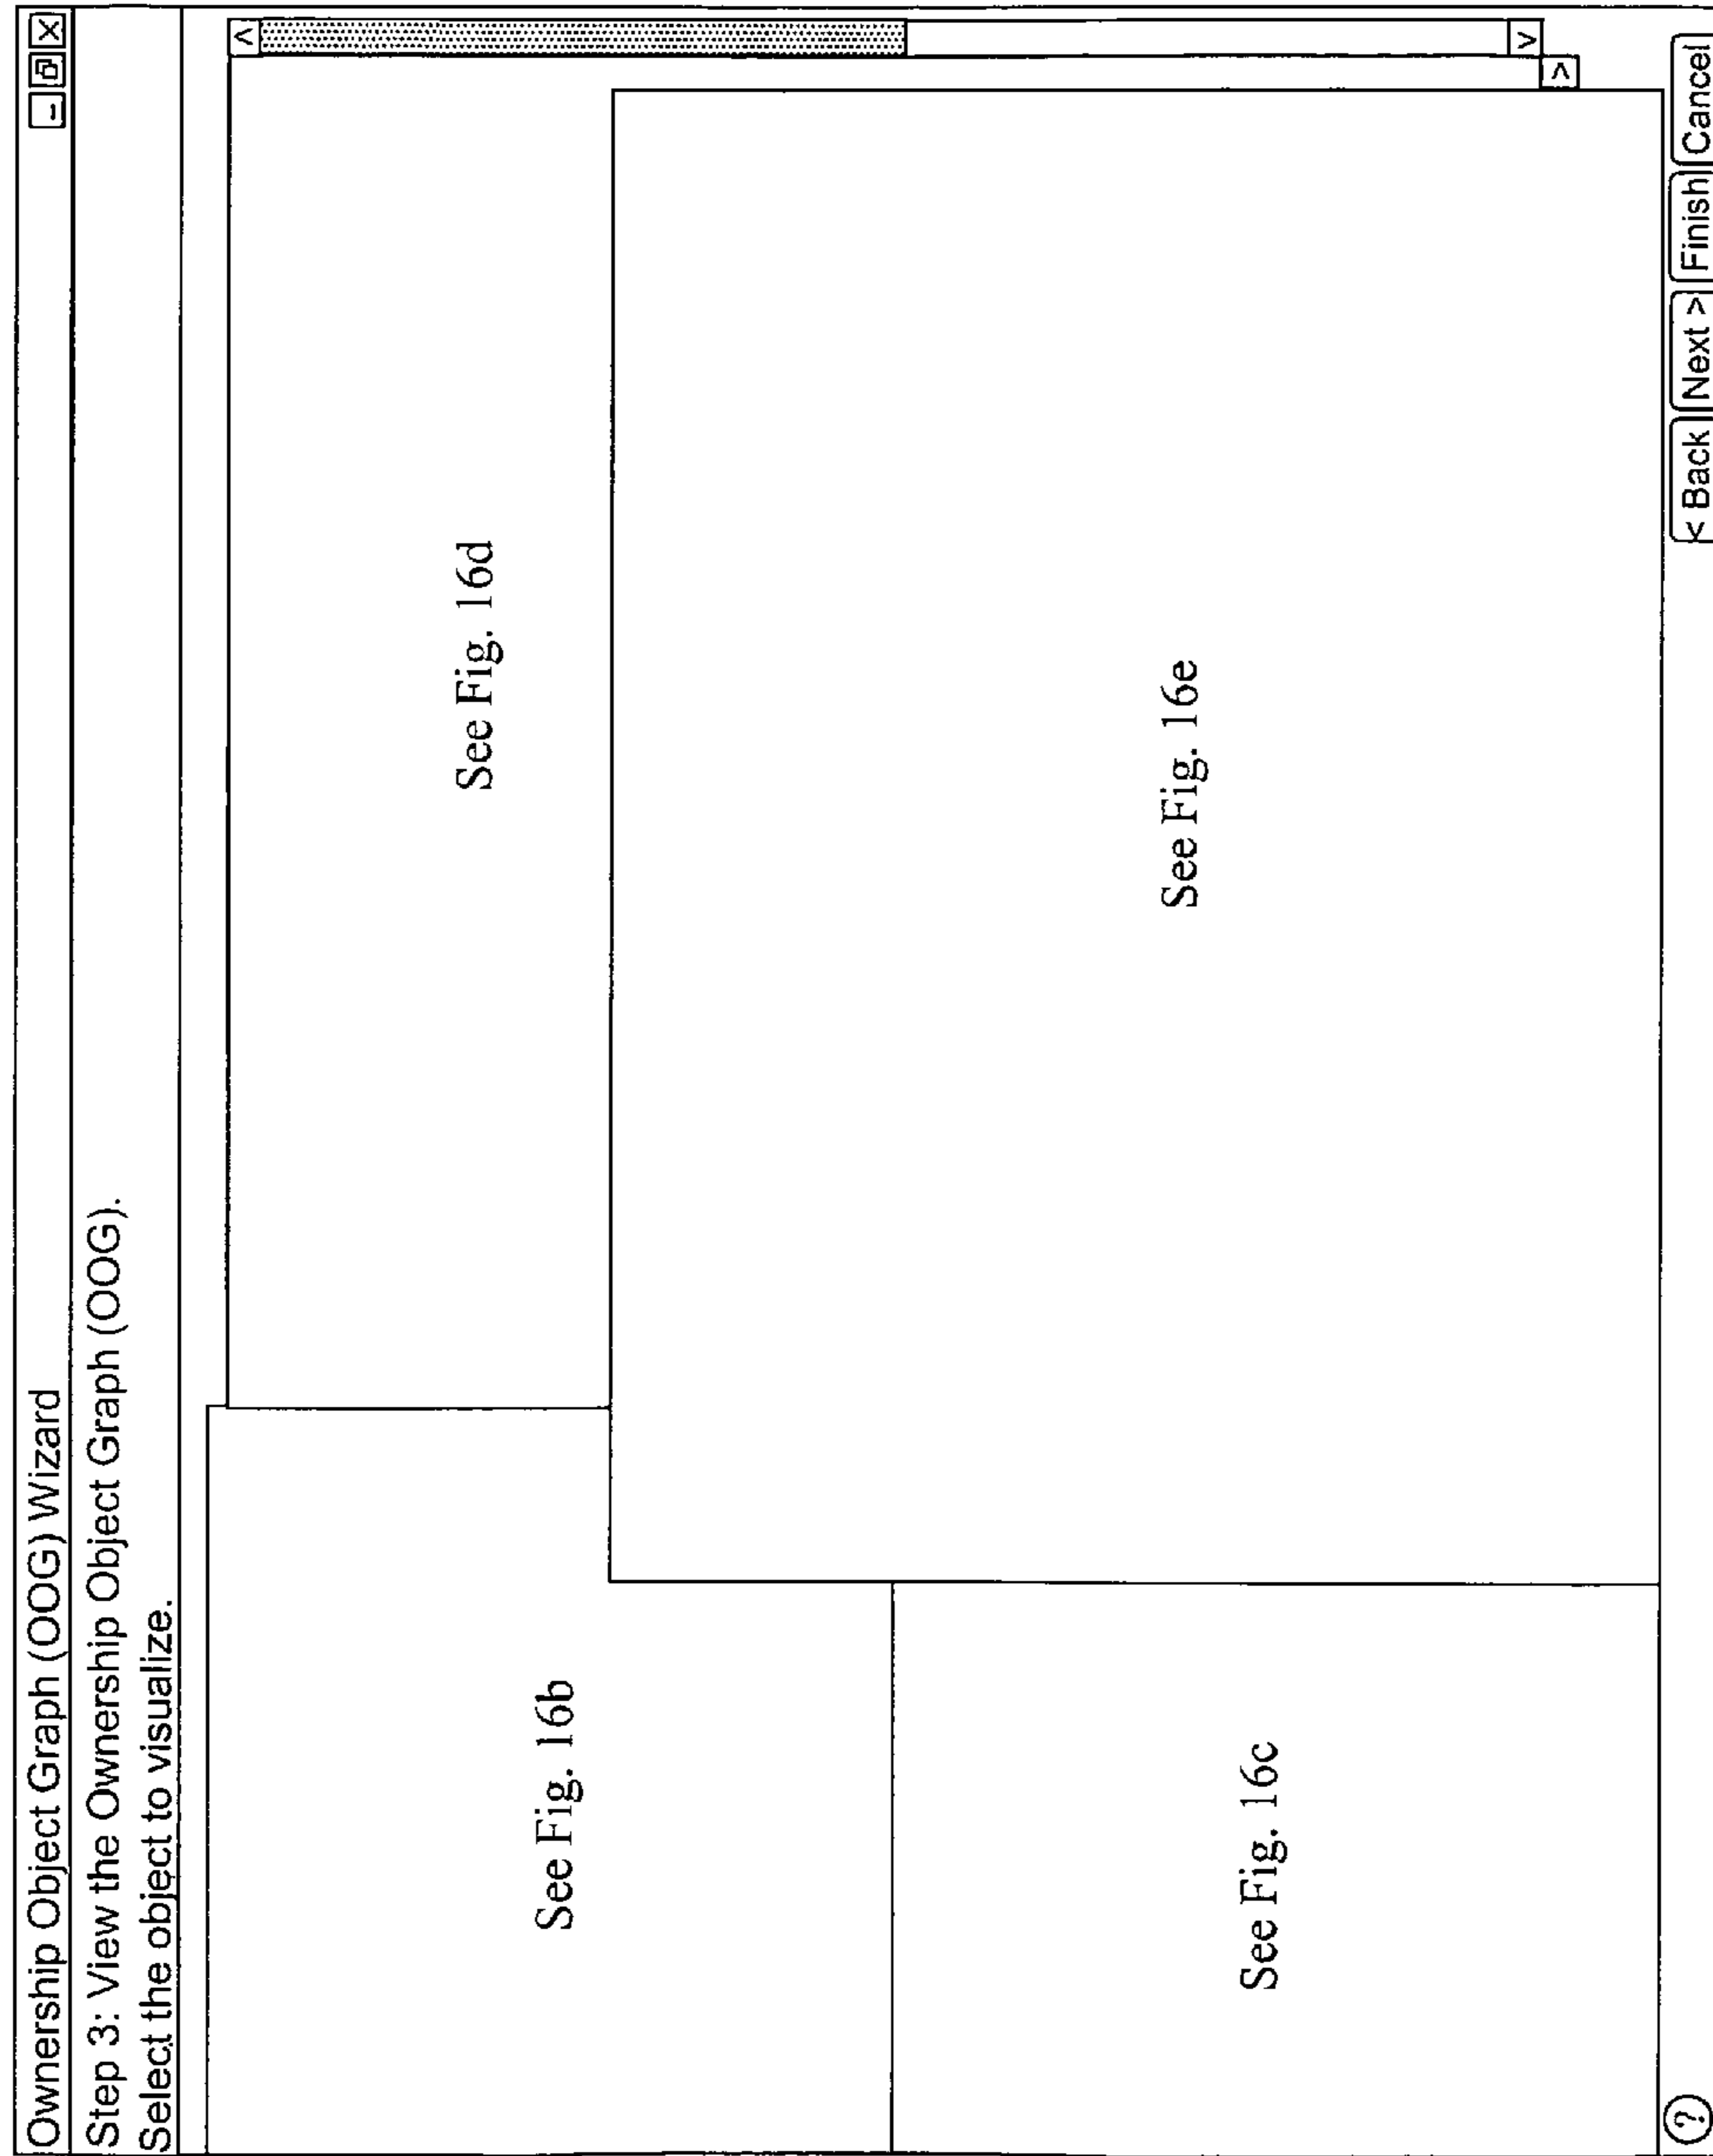 Ownership Object Graph (OOG) Wizard
Step 3: View the Ownership Object Graph (OOG).
Select the object to visualize.
See Fig. 16b
See Fig. 16d
See Fig. 16c
See Fig. 16e
?
< Back
Next >
Finish
Cancel